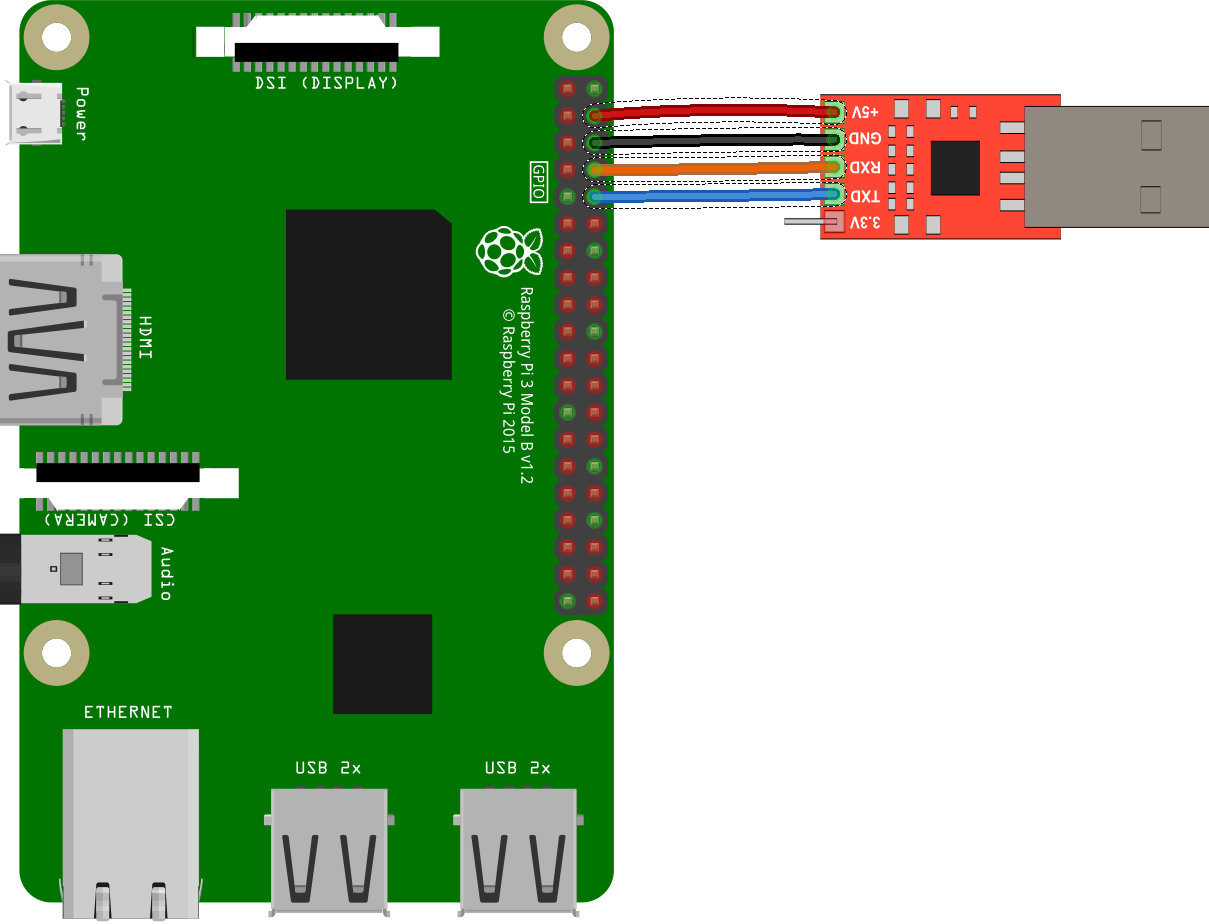 DSI (DISPLAY)
Power
+5V
GND
RXD
TXD
3.3V
GPIO
HDMI
Raspberry Pi 3 Model B v1.2
© Raspberry Pi 2015
CSI (CAMERA)
Audio
ETHERNET
USB 2x
USB 2x